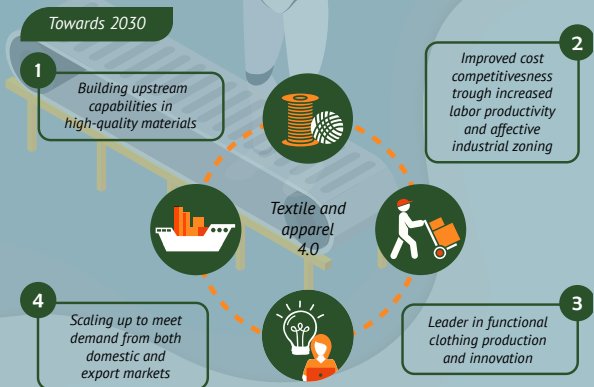 Towards 2030
1
Building upstream
capabilities in
high-quality materials
2
Improved cost
competitivesness
trough increased
labor productivity
and affective
industrial zoning
Textile and
apparel
4.0
4
Scaling up to meet
demand from both
domestic and
export markets
3
Leader in functional
clothing production
and innovation